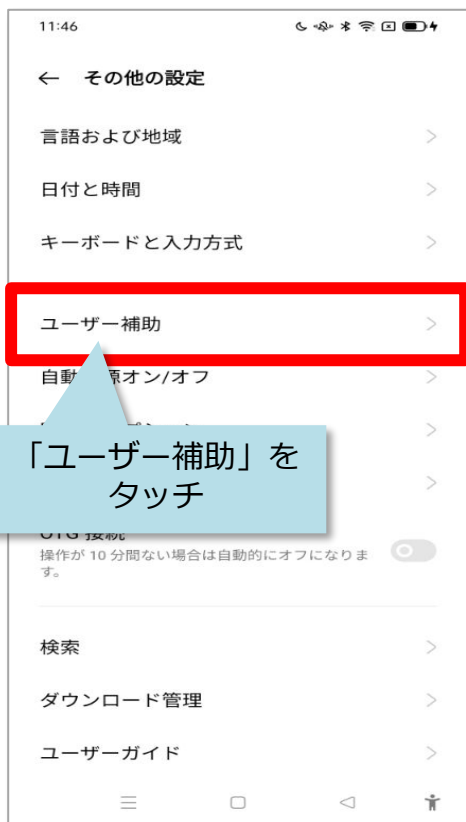 11:46
← その他の設定
言語および地域
日付と時間
キーボードと入力方式
ユーザー補助
自動 オン/オフ
「ユーザー補助」を
タッチ
OTG 接続
操作が 10 分間ない場合は自動的にオフになりま
す。
検索
ダウンロード管理
ユーザーガイド